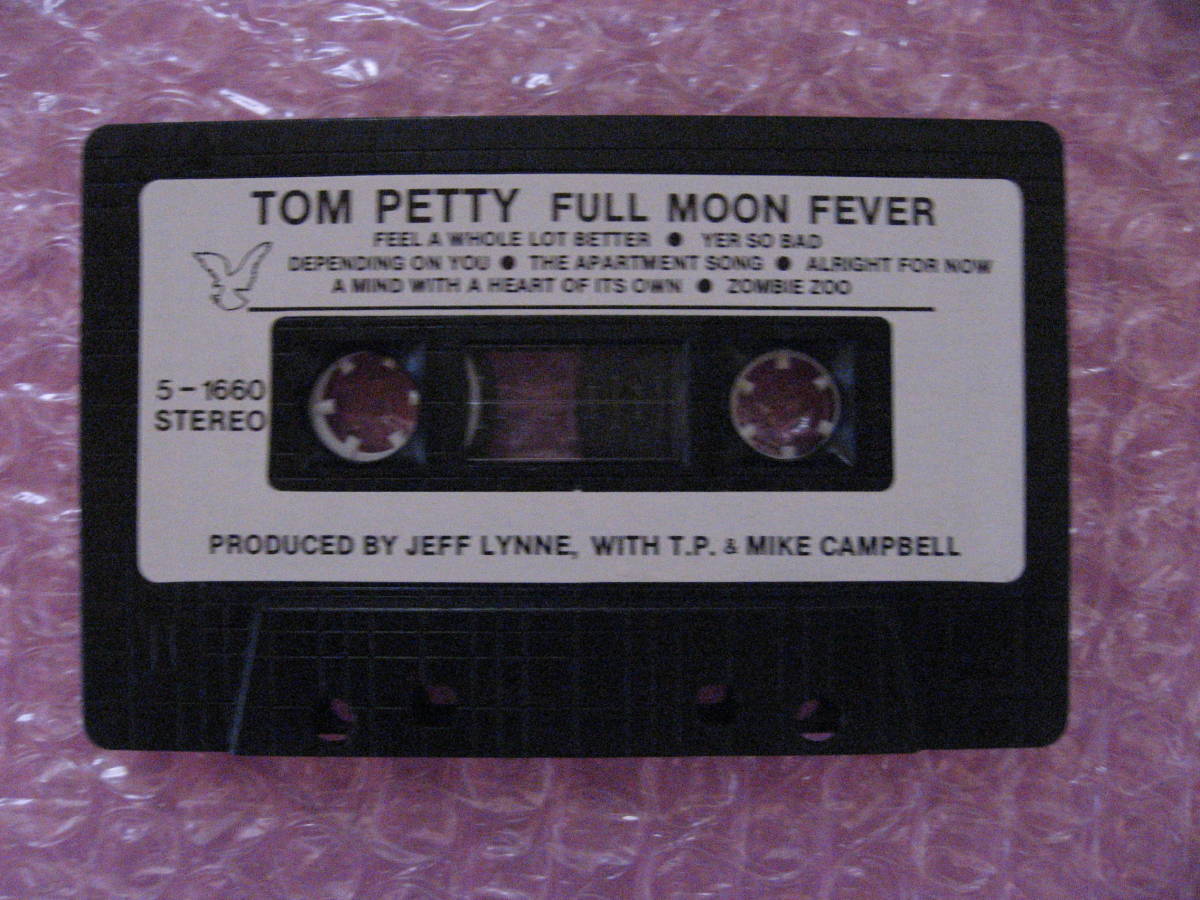 TOM PETTY FULL MOON FEVER
FEEL A WHOLE LOT BETTER ● YER SO BAD
DEPENDING ON YOU ● THE APARTMENT SONG ● ALRIGHT FOR NOW
A MIND WITH A HEART OF ITS OWN ● ZOMBIE ZOO
5-1660
STEREO
PRODUCED BY JEFF LYNNE, WITH T.P. & MIKE CAMPBELL